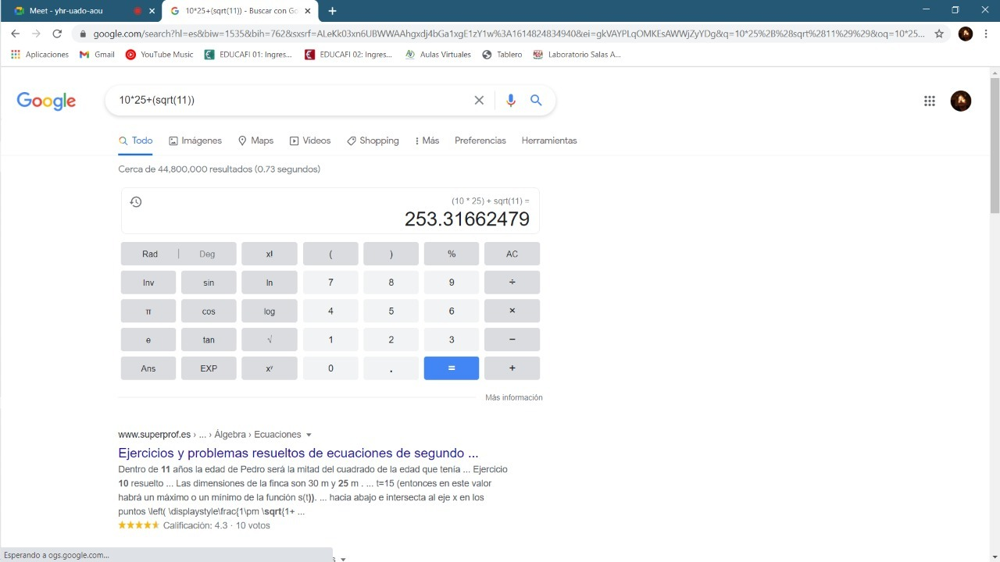 Meet - yhr-uado-aou
10*25+(sqrt(11)) - Buscar con Go
google.com/search?hl=es&biw=1535&bih=762&sxsrf=ALeKk03xn6UBWWAAhgxdj4bGa1xgE1zY1w%3A1614824834940&ei=gkVAYPLqOMKEsAWWjZyYDg&q=10*25%2B%28sqrt%2811%29%29&oq=10*25...
Aplicaciones Gmail YouTube Music EDUCAFI 01: Ingres... EDUCAFI 02: Ingres... Aulas Virtuales Tablero Laboratorio Salas A...
Google
10*25+(sqrt(11))
Todo Imágenes Maps Videos Shopping Más Preferencias Herramientas
Cerca de 44,800,000 resultados (0.73 segundos)
(10 * 25) + sqrt(11) =
253.31662479
Rad | Deg x! ( ) % AC
Inv sin ln 7 8 9 ÷
π cos log 4 5 6 ×
e tan √ 1 2 3 −
Ans EXP xʸ 0 . = +
Más información
www.superprof.es › ... › Álgebra › Ecuaciones
Ejercicios y problemas resueltos de ecuaciones de segundo ...
Dentro de 11 años la edad de Pedro será la mitad del cuadrado de la edad que tenía ... Ejercicio
10 resuelto ... Las dimensiones de la finca son 30 m y 25 m . ... t=15 (entonces en este valor
habrá un máximo o un mínimo de la función s(t)). ... hacia abajo e intersecta al eje x en los
puntos \left( \displaystyle\frac{1\pm \sqrt{1+ ...
Calificación: 4.3 · 10 votos
Esperando a ogs.google.com...